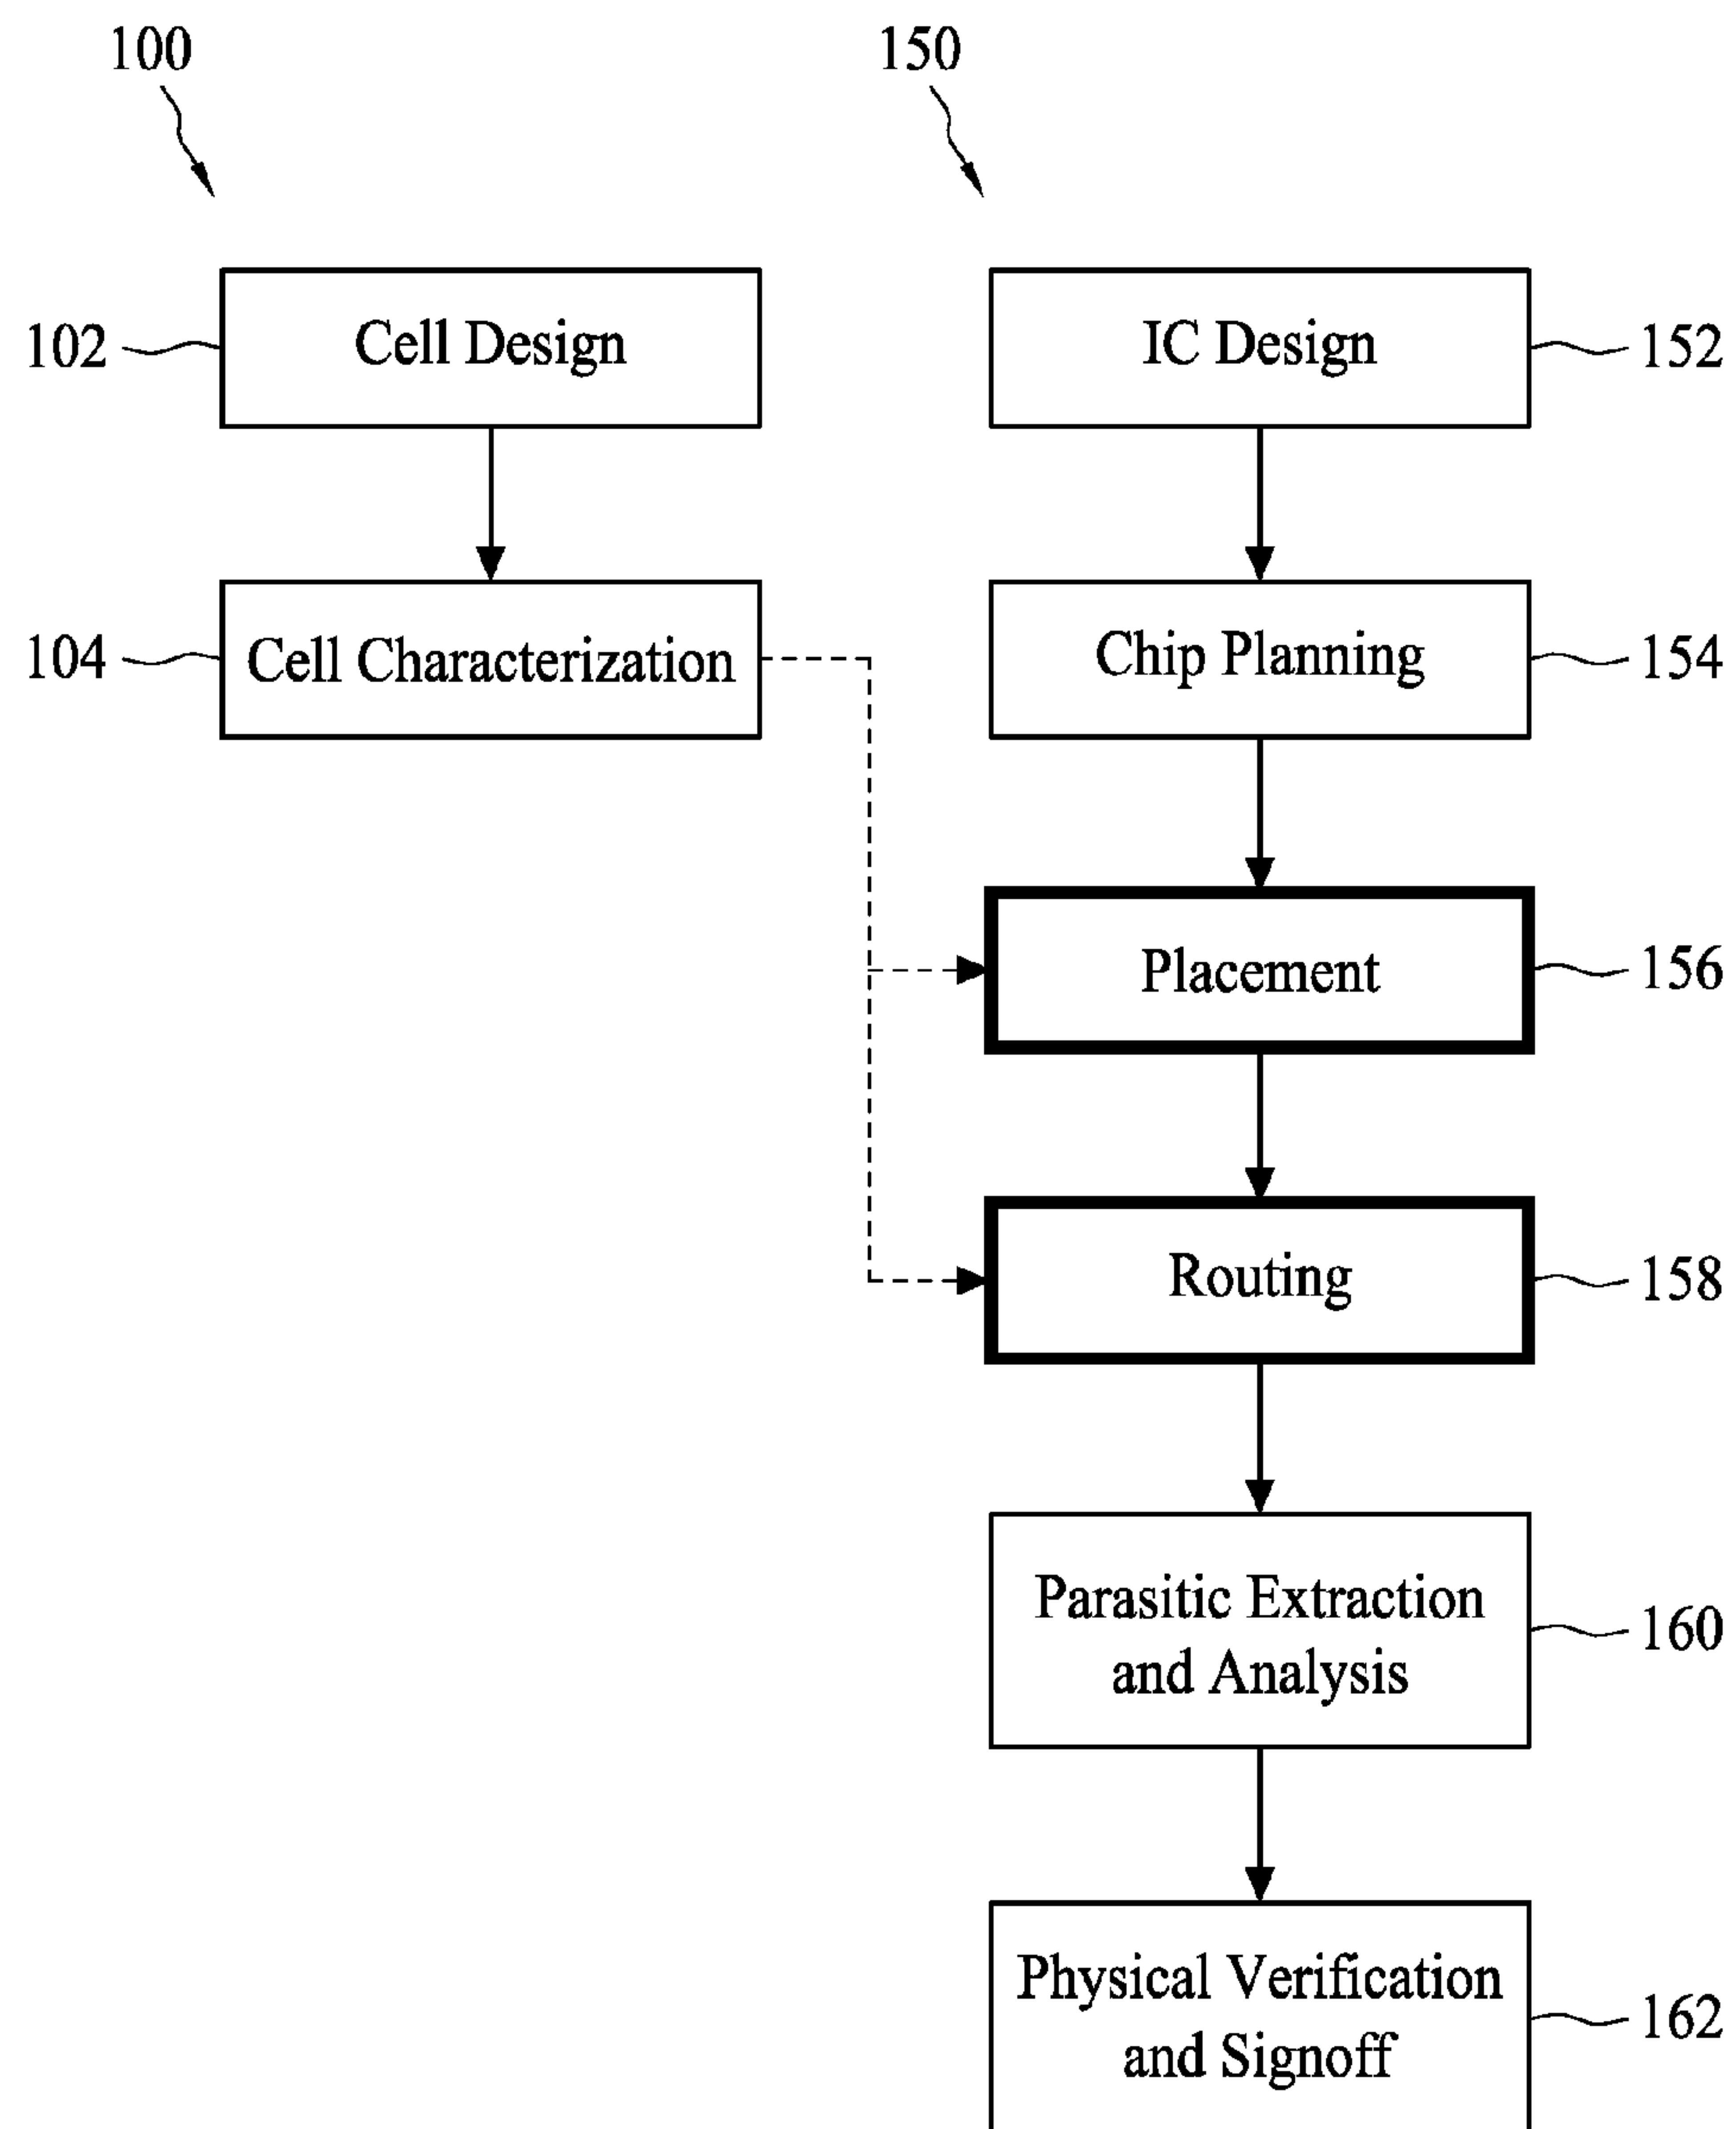 100
150
102
Cell Design
IC Design
152
104
Cell Characterization
Chip Planning
154
Placement
156
Routing
158
Parasitic Extraction
and Analysis
160
Physical Verification
and Signoff
162